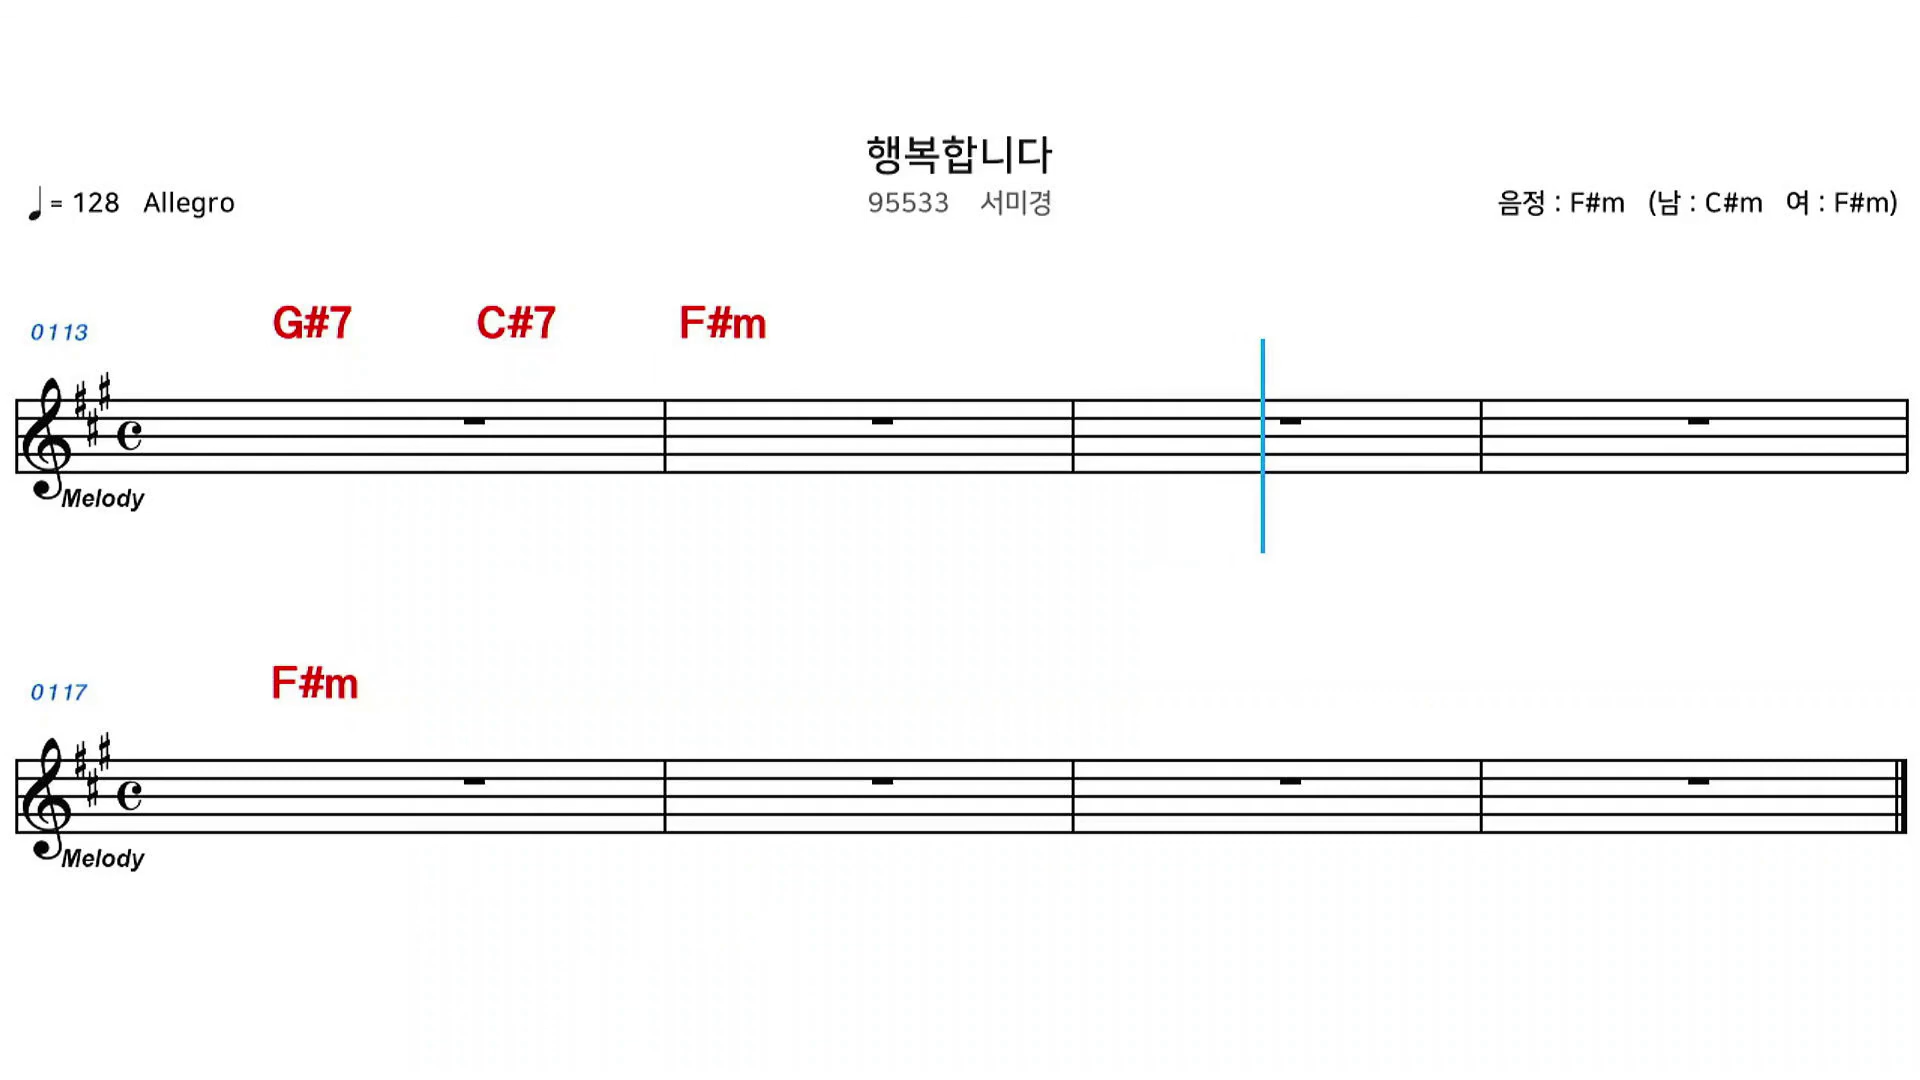 행복합니다
= 128 Allegro
95533 서미경
음정 : F#m (남 : C#m 여 : F#m)
0113
G#7 C#7 F#m
Melody
0117
F#m
Melody